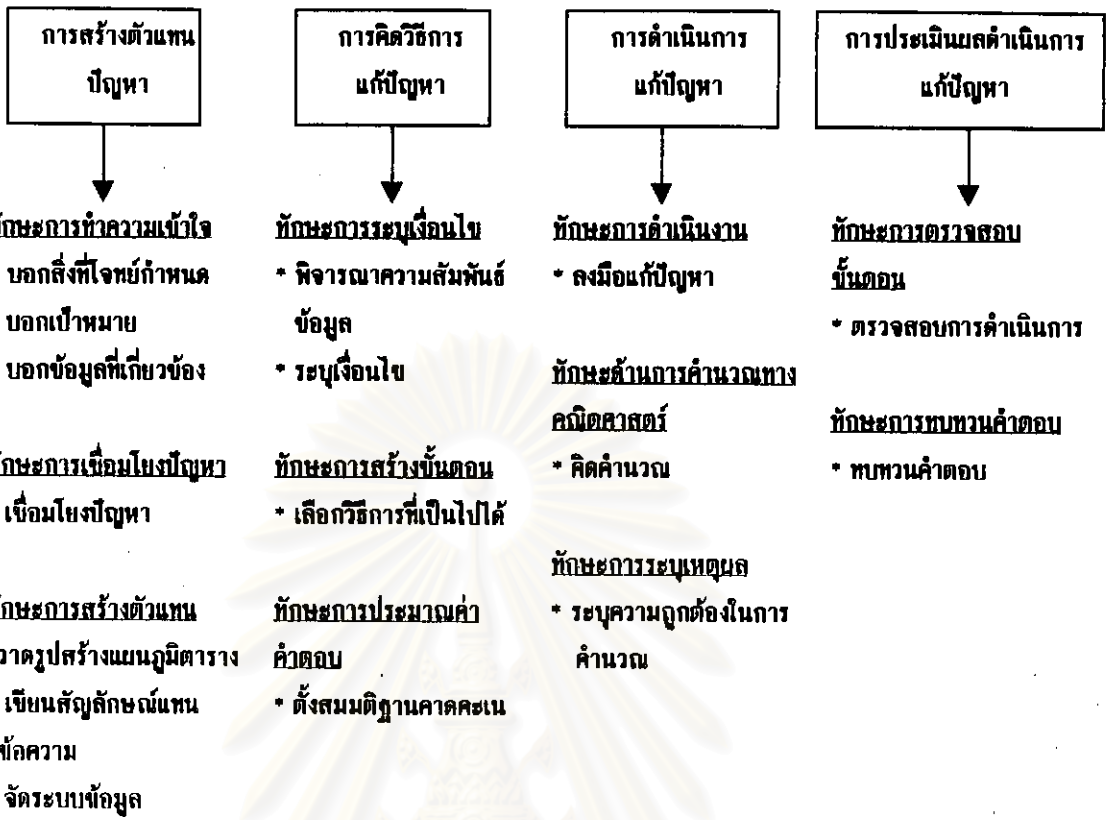 การสร้างตัวแทน
ปัญหา
การคิดวิธีการ
แก้ปัญหา
การดำเนินการ
แก้ปัญหา
การประเมินผลดำเนินการ
แก้ปัญหา
ทักษะการทำความเข้าใจ
บอกสิ่งที่โจทย์กำหนด
บอกเป้าหมาย
บอกข้อมูลที่เกี่ยวข้อง
ทักษะการเชื่อมโยงปัญหา
เชื่อมโยงปัญหา
ทักษะการสร้างตัวแทน
วาดรูปสร้างแผนภูมิตาราง
เขียนสัญลักษณ์แทน
ข้อความ
จัดระบบข้อมูล
ทักษะการระบุเงื่อนไข
* พิจารณาความสัมพันธ์
ข้อมูล
* ระบุเงื่อนไข
ทักษะการสร้างขั้นตอน
* เลือกวิธีการที่เป็นไปได้
ทักษะการประมาณค่า
คำตอบ
* ตั้งสมมติฐานคาดคะเน
ทักษะการดำเนินงาน
* ลงมือแก้ปัญหา
ทักษะด้านการคำนวณทาง
คณิตศาสตร์
* คิดคำนวณ
ทักษะการระบุเหตุผล
* ระบุความถูกต้องในการ
คำนวณ
ทักษะการตรวจสอบ
ขั้นตอน
* ตรวจสอบการดำเนินการ
ทักษะการทบทวนคำตอบ
* ทบทวนคำตอบ